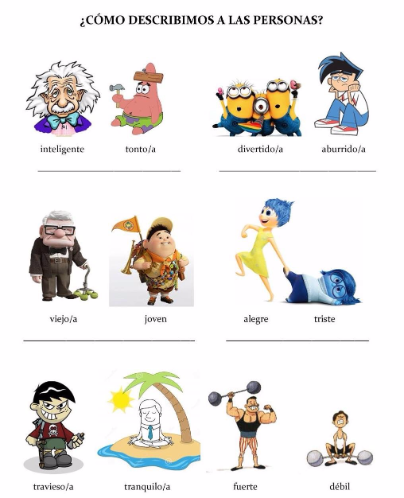 ¿CÓMO DESCRIBIMOS A LAS PERSONAS?
inteligente tonto/a divertido/a aburrido/a
viejo/a joven alegre triste
travieso/a tranquilo/a fuerte débil